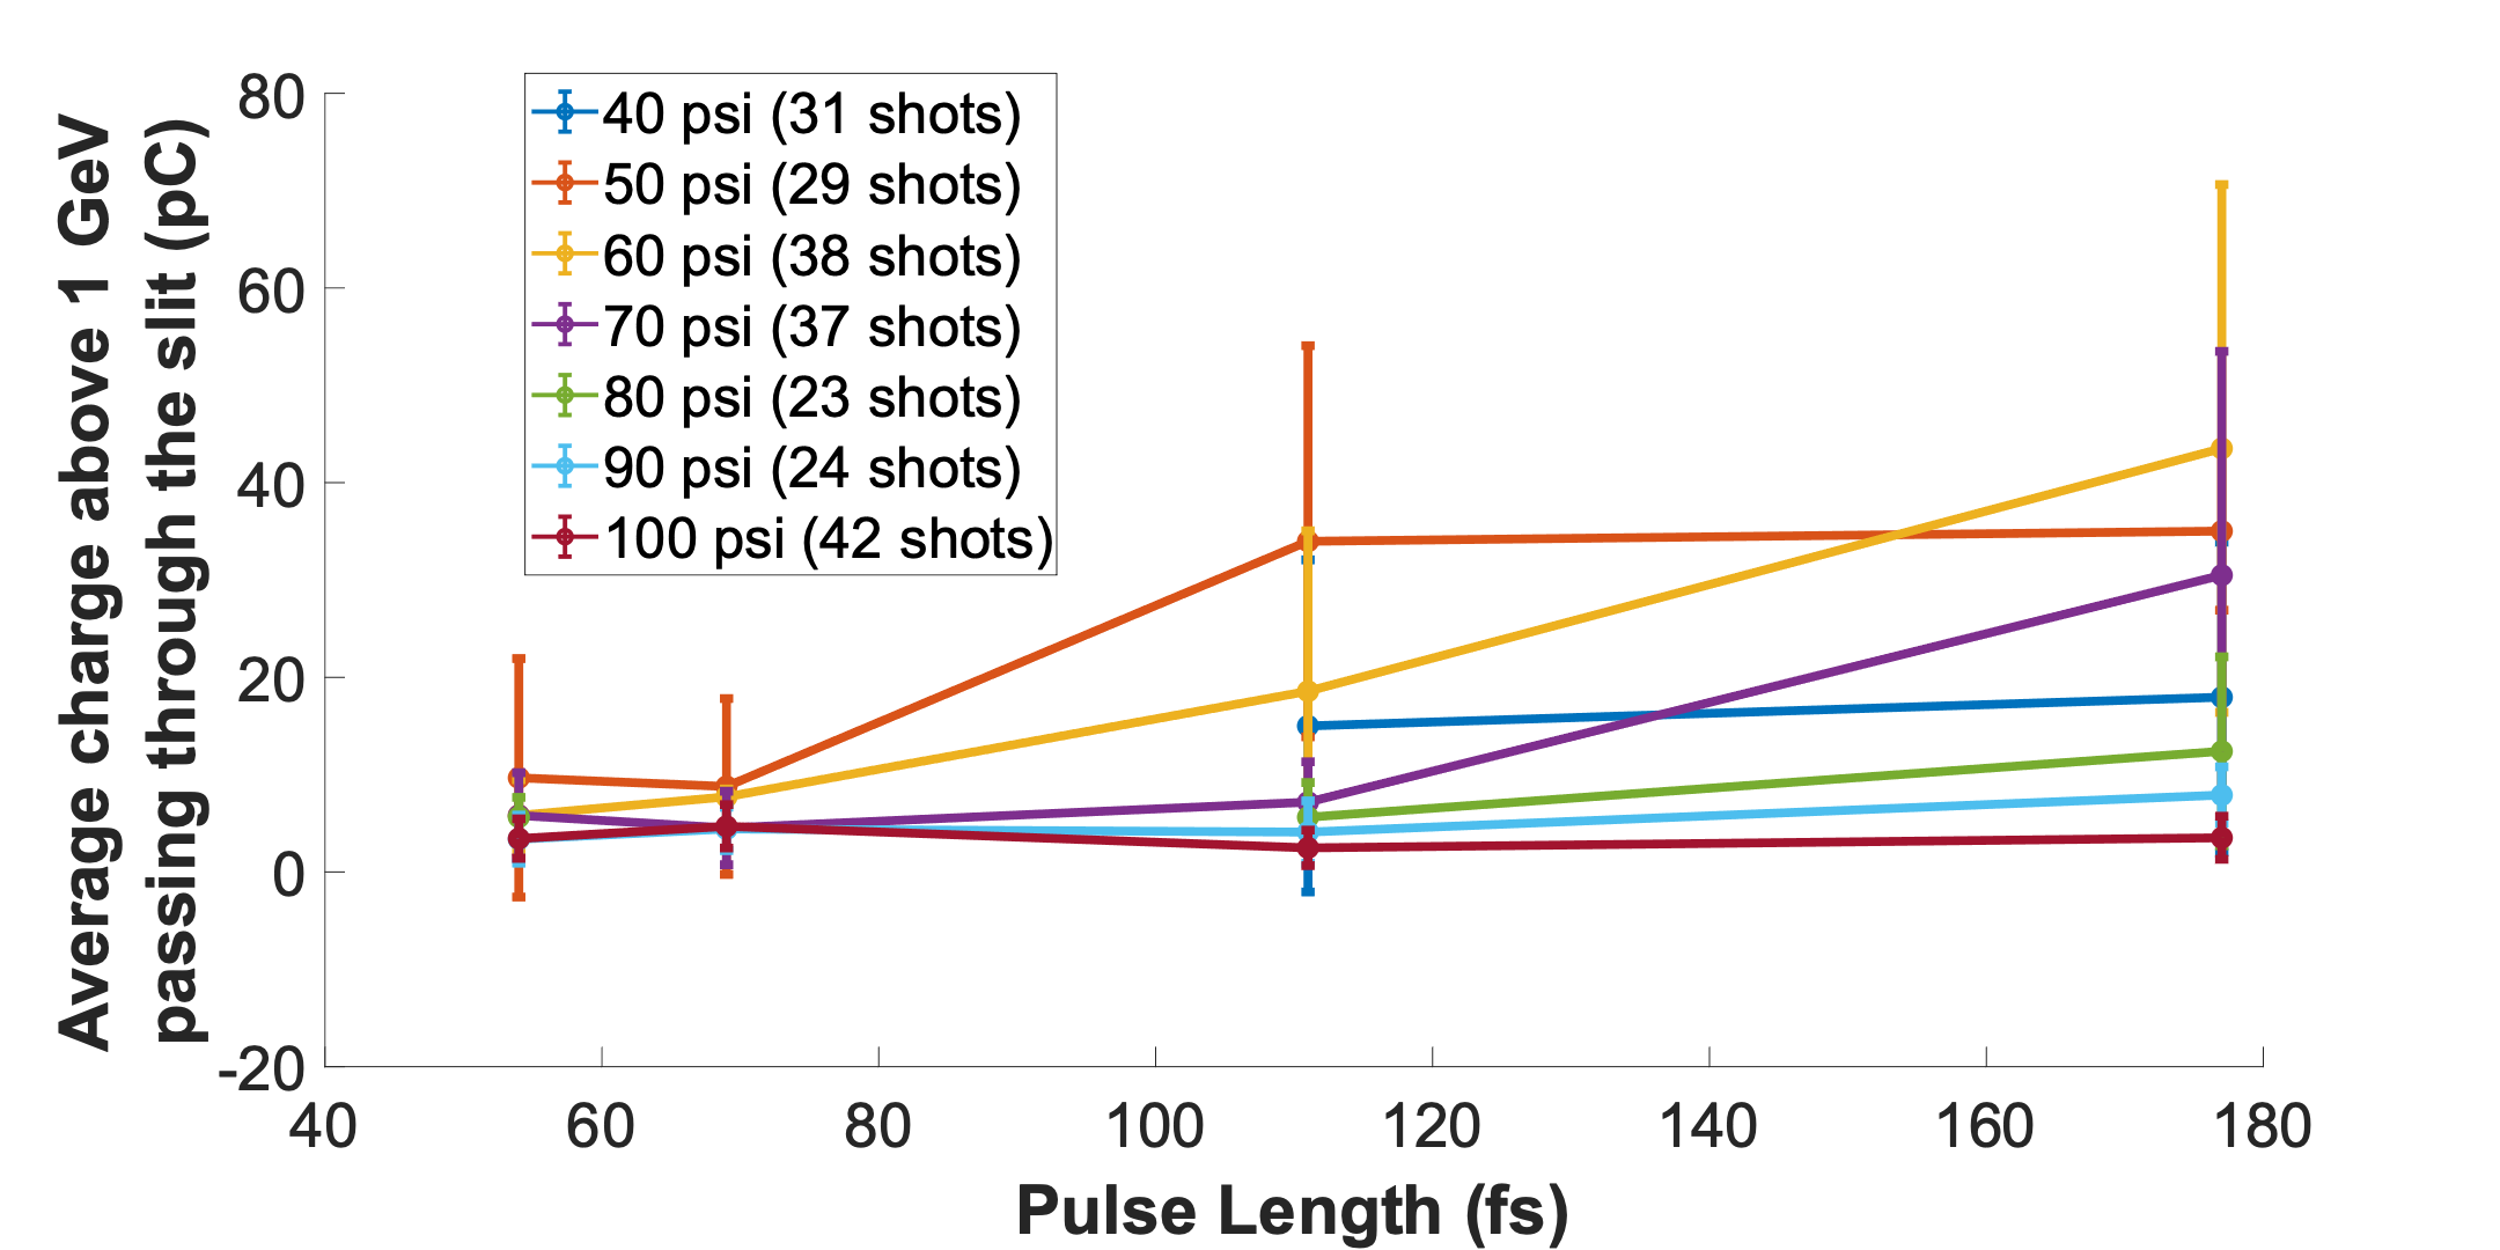 Average charge above 1 GeV
passing through the slit (pC)
80
60
40
20
0
-20
40 psi (31 shots)
50 psi (29 shots)
60 psi (38 shots)
70 psi (37 shots)
80 psi (23 shots)
90 psi (24 shots)
100 psi (42 shots)
40 60 80 100 120 140 160 180
Pulse Length (fs)